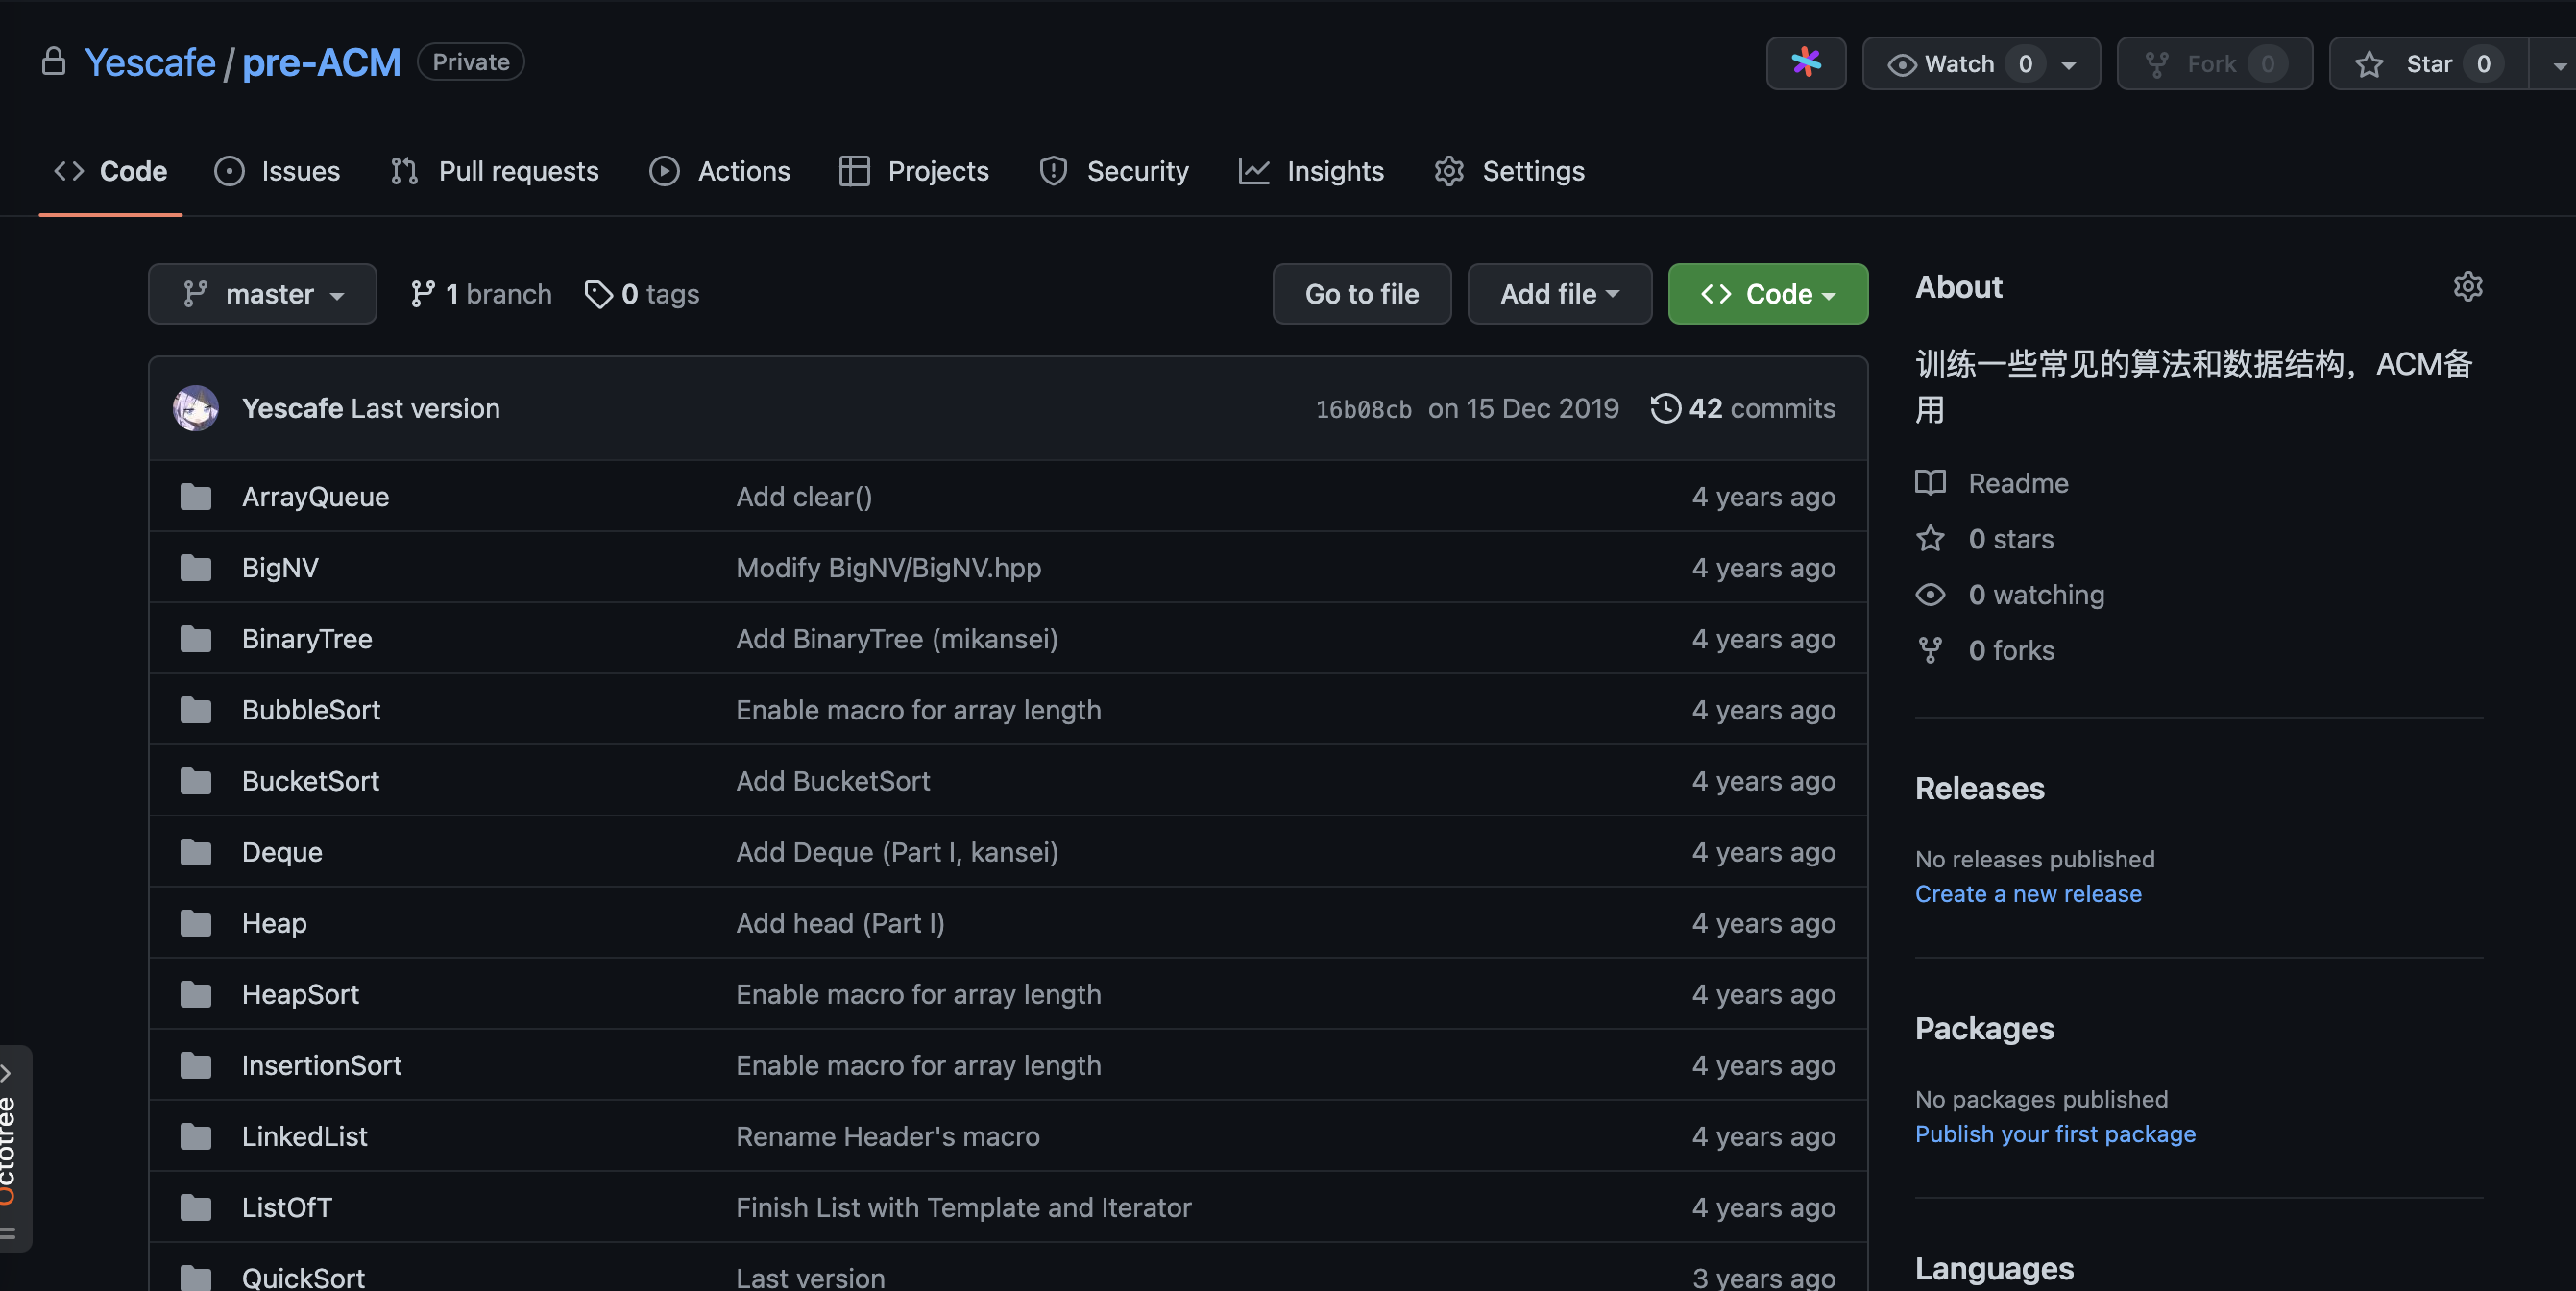 Yescafe / pre-ACM Private
Watch 0 Fork 0 Star 0
Code Issues Pull requests Actions Projects Security Insights Settings
master 1 branch 0 tags Go to file Add file Code
Yescafe Last version 16b08cb on 15 Dec 2019 42 commits
ArrayQueue Add clear() 4 years ago
BigNV Modify BigNV/BigNV.hpp 4 years ago
BinaryTree Add BinaryTree (mikansei) 4 years ago
BubbleSort Enable macro for array length 4 years ago
BucketSort Add BucketSort 4 years ago
Deque Add Deque (Part I, kansei) 4 years ago
Heap Add head (Part I) 4 years ago
HeapSort Enable macro for array length 4 years ago
InsertionSort Enable macro for array length 4 years ago
LinkedList Rename Header's macro 4 years ago
ListOfT Finish List with Template and Iterator 4 years ago
QuickSort Last version 3 years ago
About
训练一些常见的算法和数据结构，ACM备
用
Readme
0 stars
0 watching
0 forks
Releases
No releases published
Create a new release
Packages
No packages published
Publish your first package
Languages
Octotree